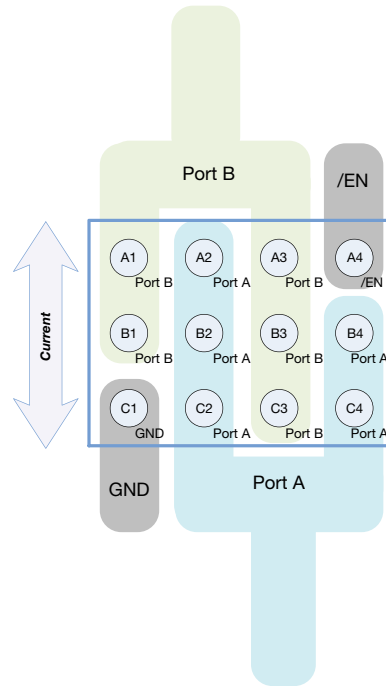 Port B
/EN
A1
A2
A3
A4
Port B
Port A
Port B
/EN
Current
B1
B2
B3
B4
Port B
Port A
Port B
Port A
C1
C2
C3
C4
GND
Port A
Port B
Port A
GND
Port A